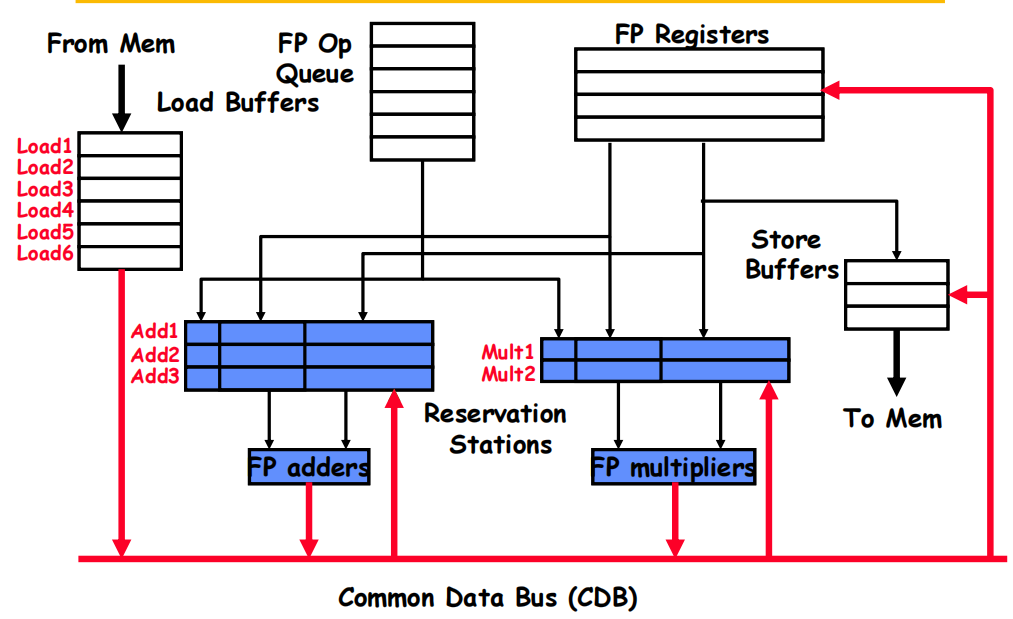 From Mem
FP Op
Queue
FP Registers
Load Buffers
Load1
Load2
Load3
Load4
Load5
Load6
Store
Buffers
Add1
Add2
Add3
Mult1
Mult2
Reservation
Stations
To Mem
FP adders
FP multipliers
Common Data Bus (CDB)